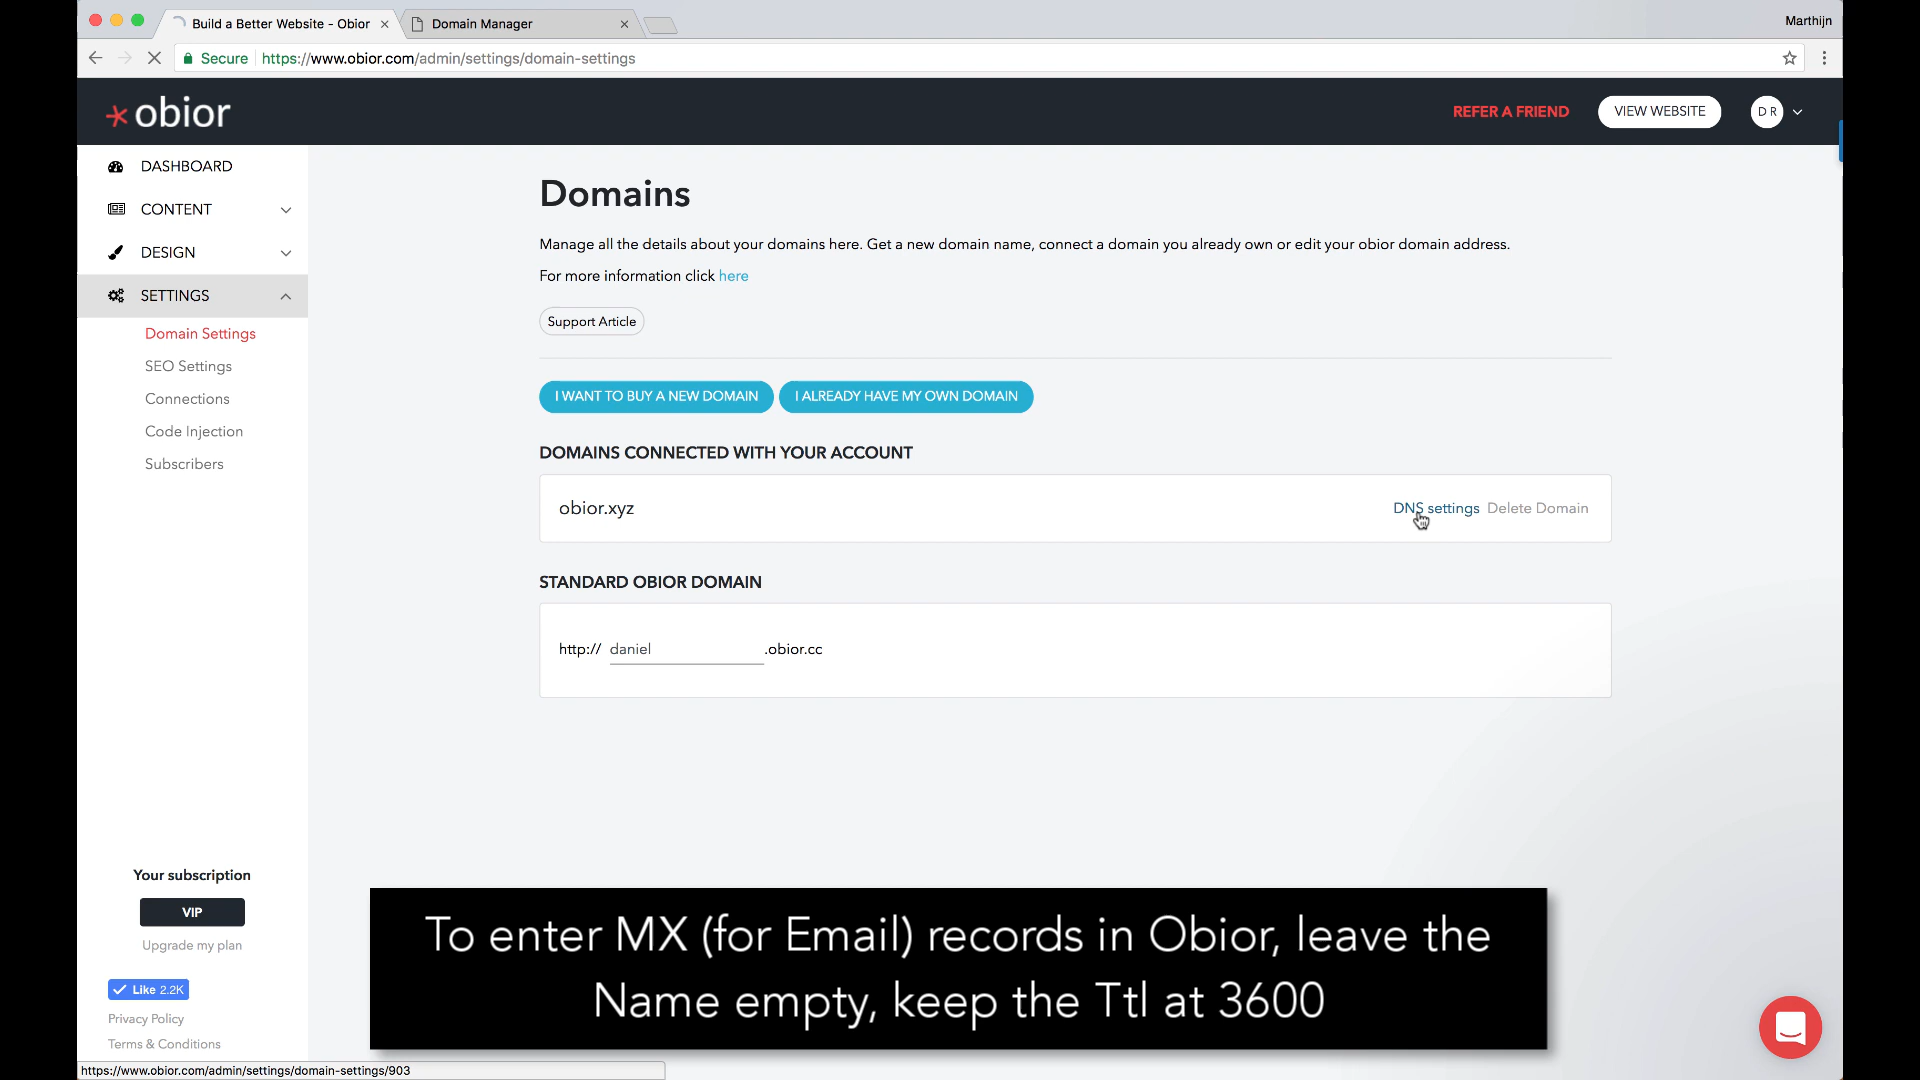 Build a Better Website - Obior
Domain Manager
Marthijn
Secure
https://www.obior.com/admin/settings/domain-settings
obior
REFER A FRIEND
VIEW WEBSITE
D R
DASHBOARD
CONTENT
DESIGN
SETTINGS
Domain Settings
SEO Settings
Connections
Code Injection
Subscribers
Domains
Manage all the details about your domains here. Get a new domain name, connect a domain you already own or edit your obior domain address.
For more information click here
Support Article
I WANT TO BUY A NEW DOMAIN
I ALREADY HAVE MY OWN DOMAIN
DOMAINS CONNECTED WITH YOUR ACCOUNT
obior.xyz
DNS settings
Delete Domain
STANDARD OBIOR DOMAIN
http:// daniel .obior.cc
Your subscription
VIP
Upgrade my plan
Like 2.2K
Privacy Policy
Terms & Conditions
To enter MX (for Email) records in Obior, leave the
Name empty, keep the Ttl at 3600
https://www.obior.com/admin/settings/domain-settings/903